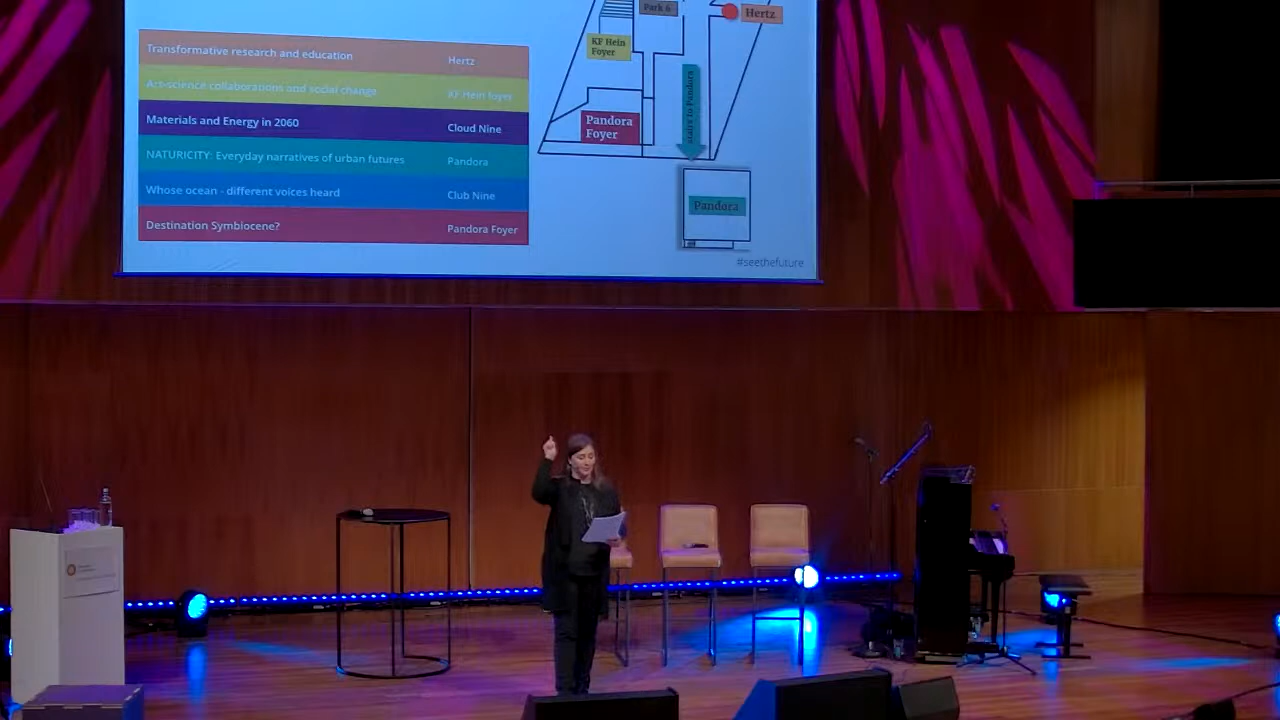 Transformative research and education Hertz
Art-science collaborations and social change KF Hein foyer
Materials and Energy in 2060 Cloud Nine
NATURICITY: Everyday narratives of urban futures Pandora
Whose ocean - different voices heard Club Nine
Destination Symbiocene? Pandora Foyer
Park 6
Hertz
KF Hein
Foyer
stairs to Pandora
Pandora
Foyer
Pandora
#seethefuture